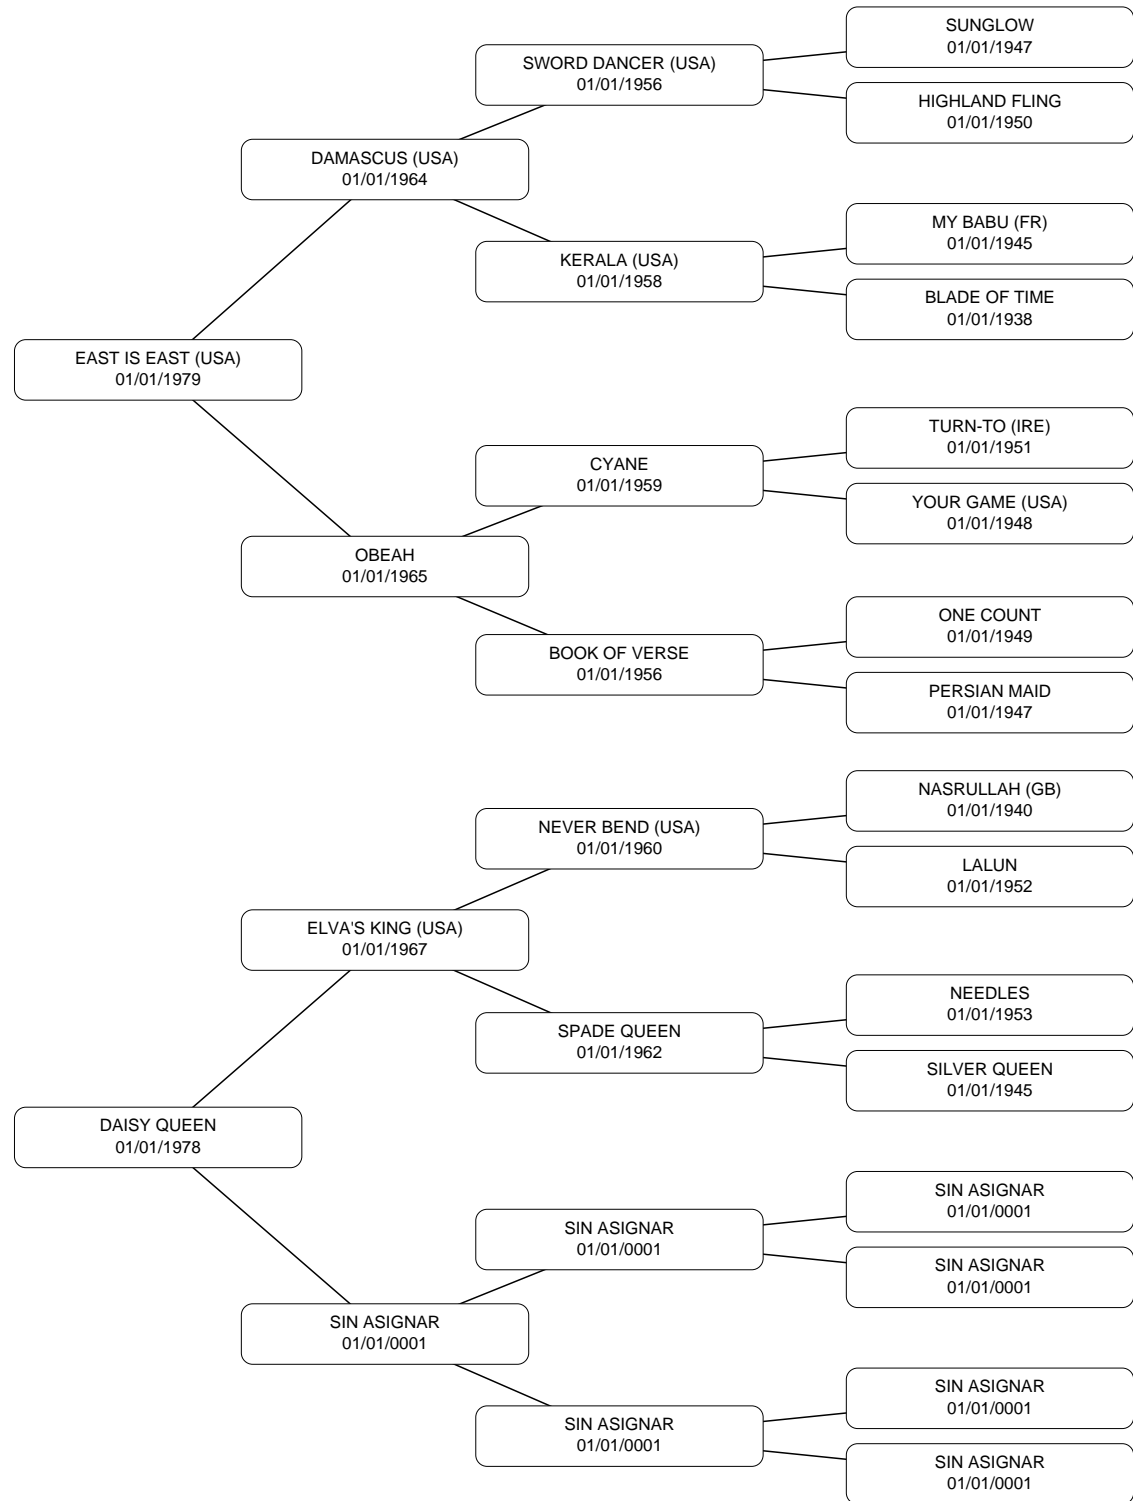 SUNGLOW
01/01/1947
SWORD DANCER (USA)
01/01/1956
HIGHLAND FLING
01/01/1950
DAMASCUS (USA)
01/01/1964
MY BABU (FR)
01/01/1945
KERALA (USA)
01/01/1958
BLADE OF TIME
01/01/1938
EAST IS EAST (USA)
01/01/1979
TURN-TO (IRE)
01/01/1951
CYANE
01/01/1959
YOUR GAME (USA)
01/01/1948
OBEAH
01/01/1965
ONE COUNT
01/01/1949
BOOK OF VERSE
01/01/1956
PERSIAN MAID
01/01/1947
NASRULLAH (GB)
01/01/1940
NEVER BEND (USA)
01/01/1960
LALUN
01/01/1952
ELVA'S KING (USA)
01/01/1967
NEEDLES
01/01/1953
SPADE QUEEN
01/01/1962
SILVER QUEEN
01/01/1945
DAISY QUEEN
01/01/1978
SIN ASIGNAR
01/01/0001
SIN ASIGNAR
01/01/0001
SIN ASIGNAR
01/01/0001
SIN ASIGNAR
01/01/0001
SIN ASIGNAR
01/01/0001
SIN ASIGNAR
01/01/0001
SIN ASIGNAR
01/01/0001